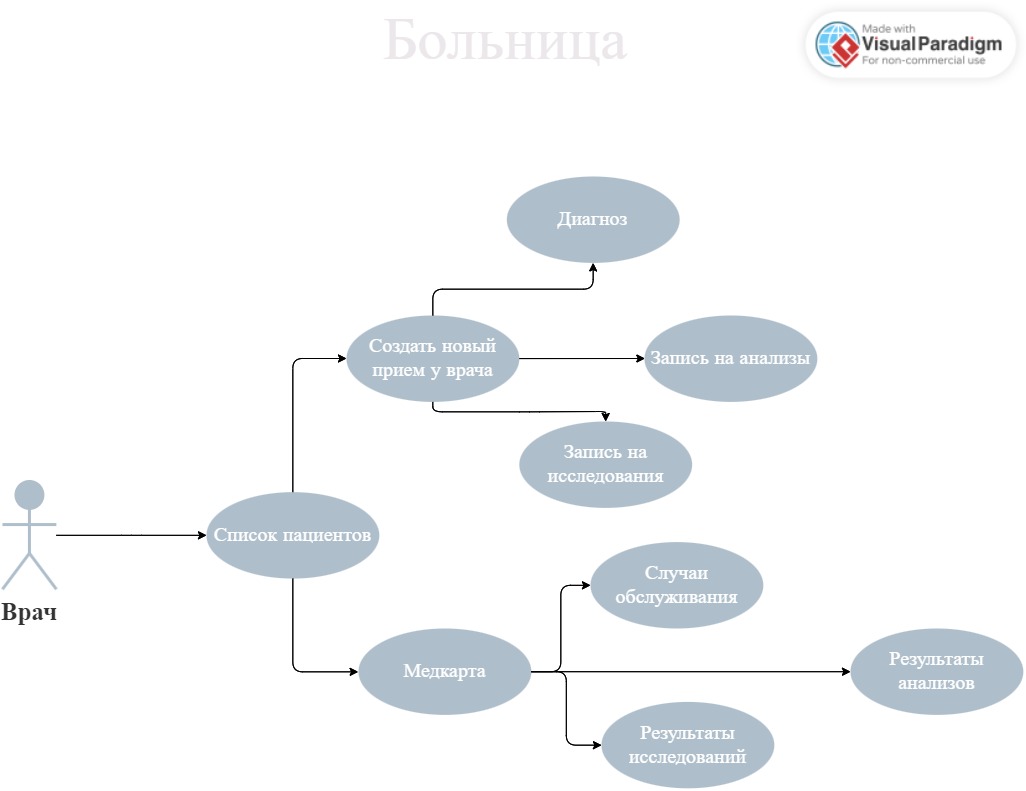 Больница
Made with
Visual Paradigm
For non-commercial use
Диагноз
Создать новый
прием у врача
Запись на анализы
Запись на
исследования
Список пациентов
Врач
Случаи
обслуживания
Медкарта
Результаты
анализов
Результаты
исследований